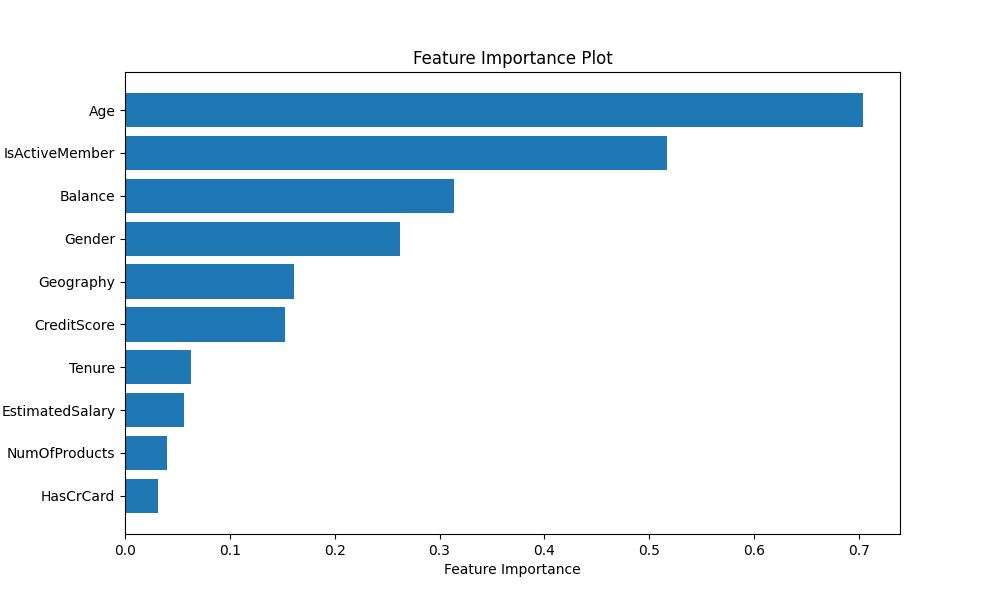 Feature Importance Plot
Age
IsActiveMember
Balance
Gender
Geography
CreditScore
Tenure
EstimatedSalary
NumOfProducts
HasCrCard
0.0 0.1 0.2 0.3 0.4 0.5 0.6 0.7
Feature Importance